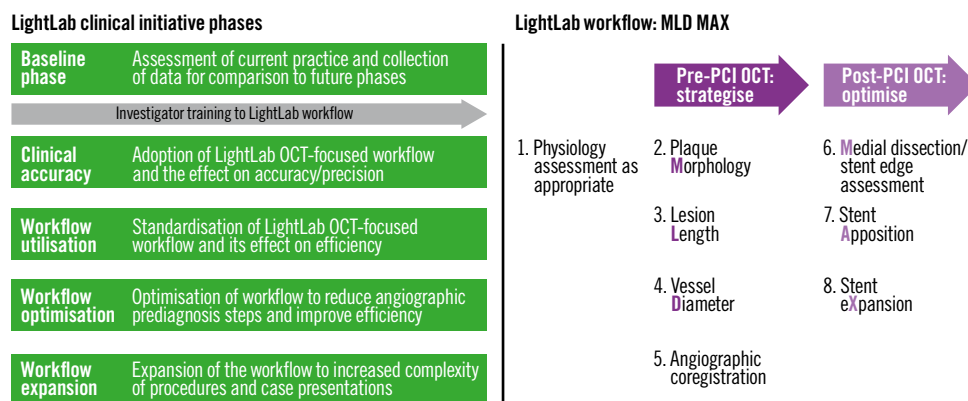 LightLab clinical initiative phases
Baseline
phase
Assessment of current practice and collection
of data for comparison to future phases
Investigator training to LightLab workflow
Clinical
accuracy
Adoption of LightLab OCT-focused workflow
and the effect on accuracy/precision
Workflow
utilisation
Standardisation of LightLab OCT-focused
workflow and its effect on efficiency
Workflow
optimisation
Optimisation of workflow to reduce angiographic
prediagnosis steps and improve efficiency
Workflow
expansion
Expansion of the workflow to increased complexity
of procedures and case presentations
LightLab workflow: MLD MAX
Pre-PCI OCT:
strategise
Post-PCI OCT:
optimise
1. Physiology
assessment as
appropriate
2. Plaque
Morphology
3. Lesion
Length
4. Vessel
Diameter
5. Angiographic
coregistration
6. Medial dissection/
stent edge
assessment
7. Stent
Apposition
8. Stent
eXpansion